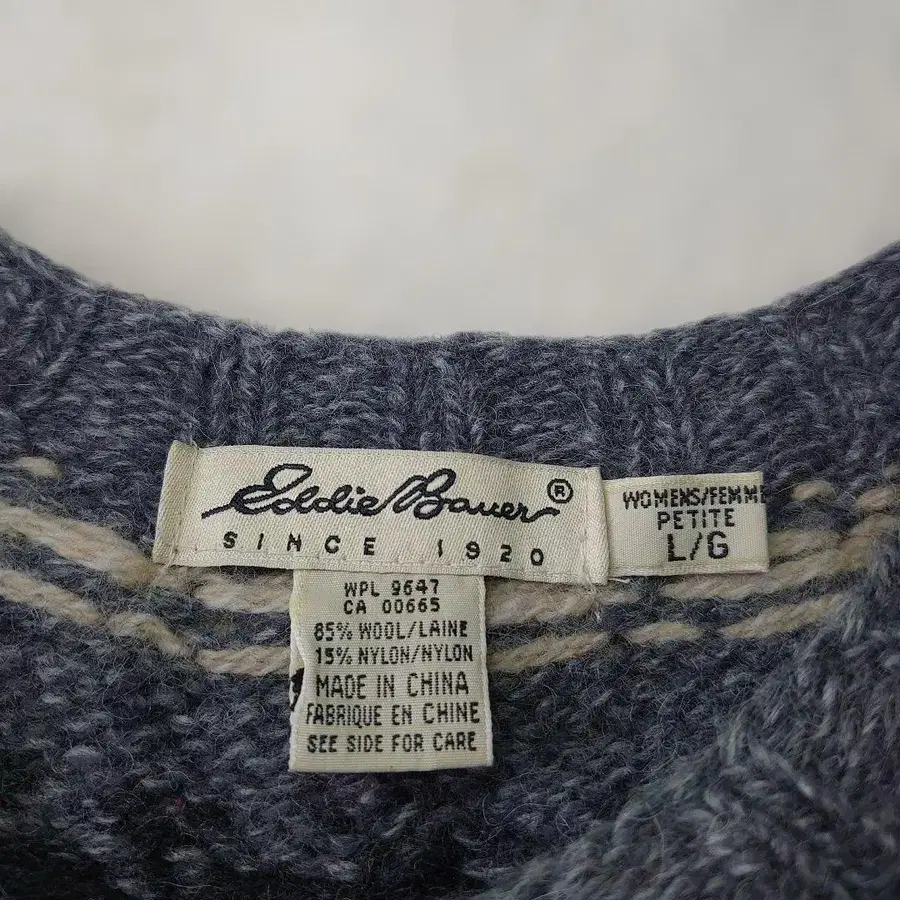 Eddie Bauer®
SINCE 1920
WOMENS/FEMME
PETITE
L/G
WPL 9647
CA 00665
85% WOOL/LAINE
15% NYLON/NYLON
MADE IN CHINA
FABRIQUE EN CHINE
SEE SIDE FOR CARE